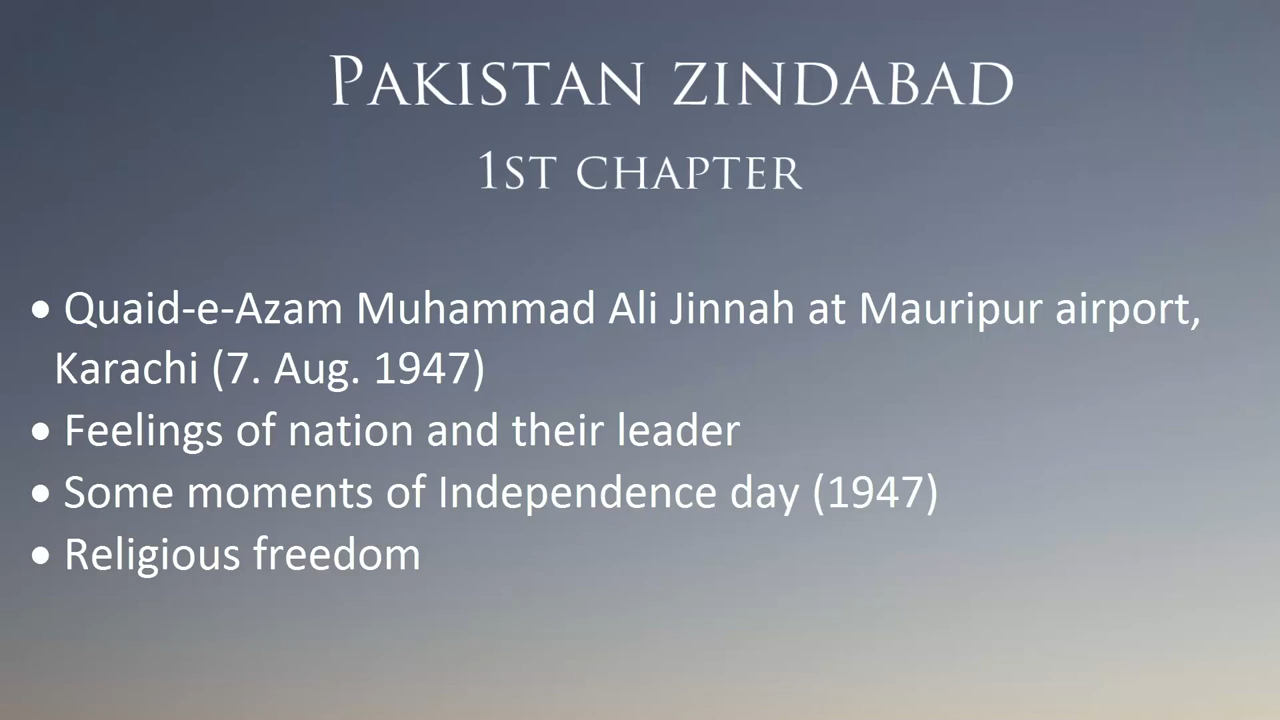 PAKISTAN ZINDABAD
1ST CHAPTER
• Quaid-e-Azam Muhammad Ali Jinnah at Mauripur airport,
Karachi (7. Aug. 1947)
• Feelings of nation and their leader
• Some moments of Independence day (1947)
• Religious freedom